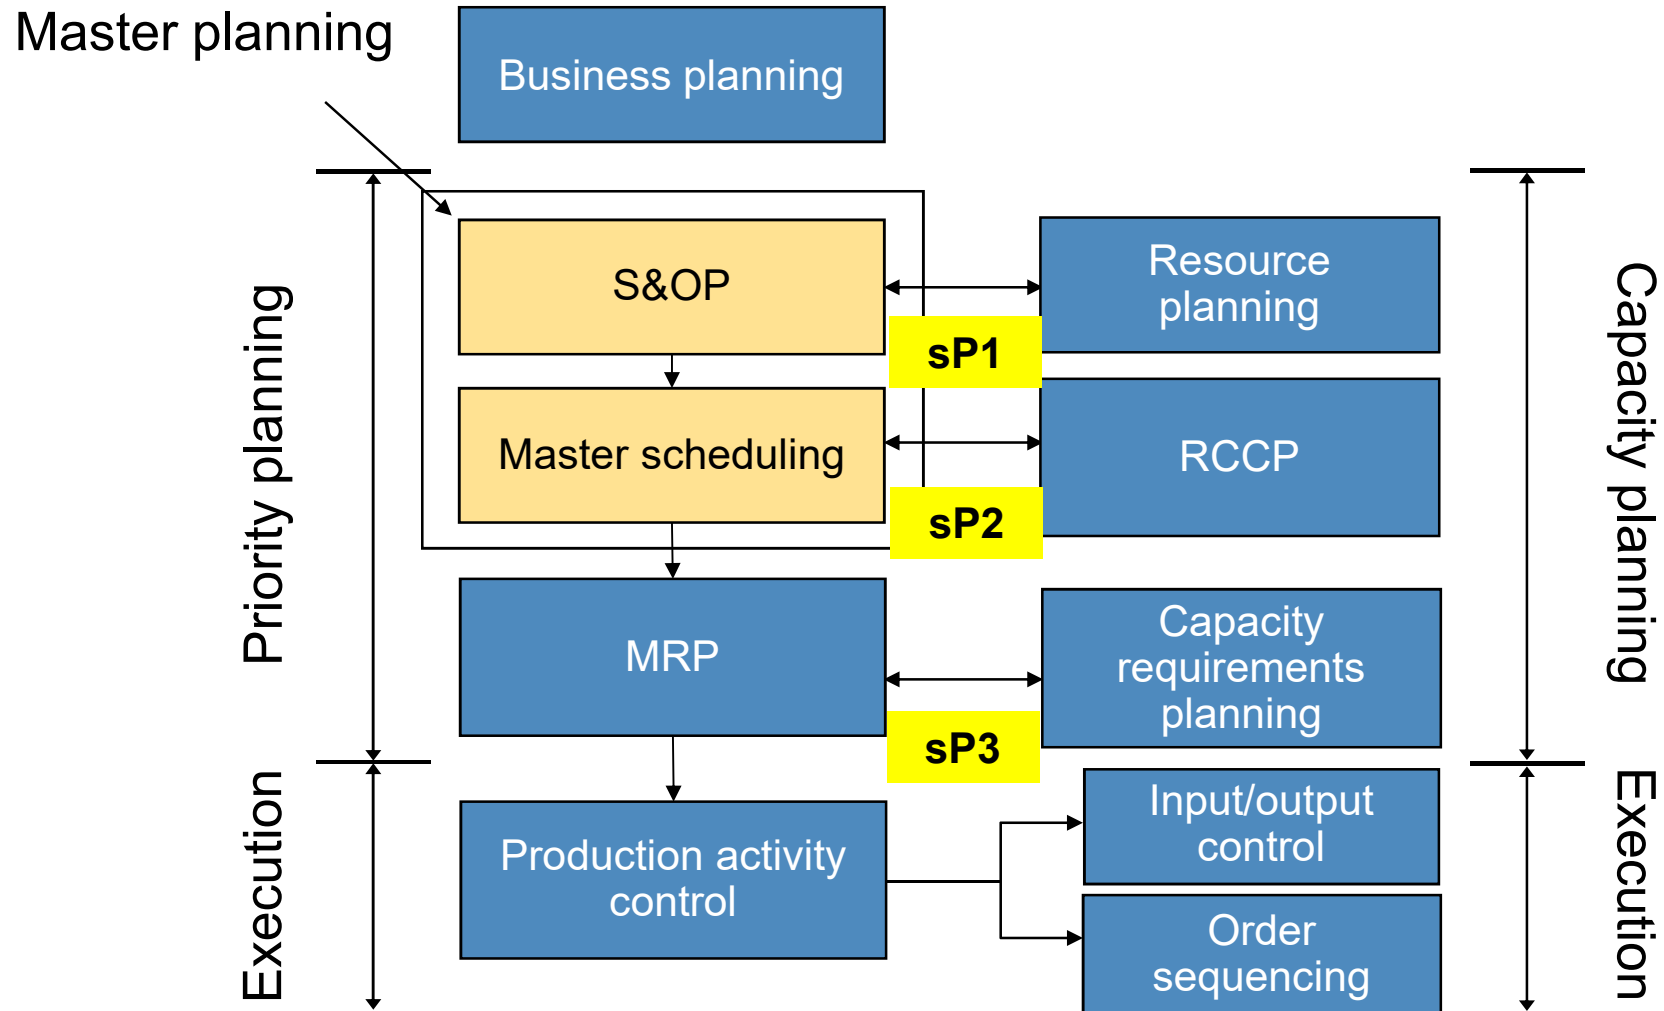 Master planning
Business planning
S&OP
Resource
planning
sP1
Master scheduling
RCCP
sP2
MRP
Capacity
requirements
planning
sP3
Production activity
control
Input/output
control
Order
sequencing
Priority planning
Execution
Capacity planning
Execution